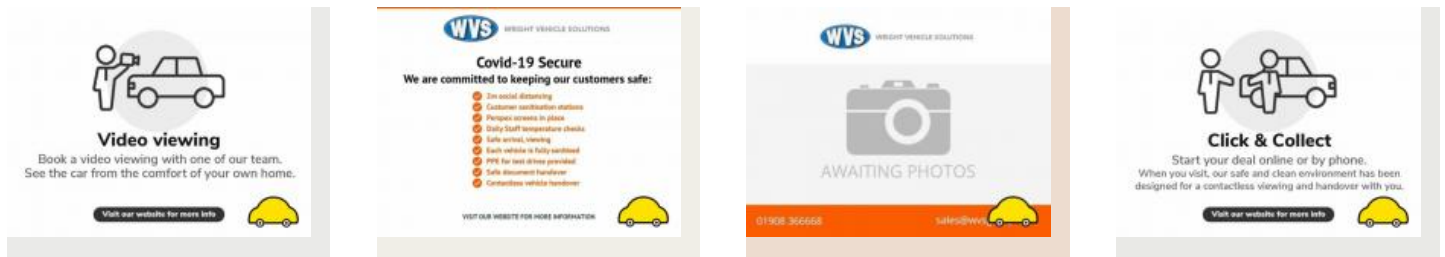 Video viewing
Book a video viewing with one of our team.
See the car from the comfort of your own home.
Visit our website for more info
WVS WRIGHT VEHICLE SOLUTIONS
Covid-19 Secure
We are committed to keeping our customers safe:
2m social distancing
Customer sanitisation stations
Perspex screens in place
Daily Staff temperature checks
Safe arrival, viewing
Each vehicle is fully sanitised
PPE for test drives provided
Safe document handover
Contactless vehicle handover
VISIT OUR WEBSITE FOR MORE INFORMATION
WVS WRIGHT VEHICLE SOLUTIONS
AWAITING PHOTOS
01908 366668
sales@wvs
Click & Collect
Start your deal online or by phone.
When you visit, our safe and clean environment has been
designed for a contactless viewing and handover with you.
Visit our website for more info